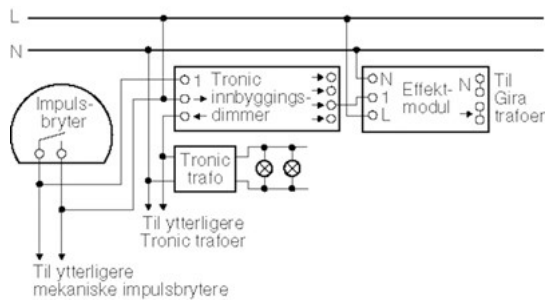 L
N
Impuls-
bryter
1 Tronic
innbyggings-
dimmer
N
1
L
Effekt-
modul
N
Til
Gira
trafoer
Tronic
trafo
Til ytterligere
Tronic trafoer
Til ytterligere
mekaniske impulsbrytere